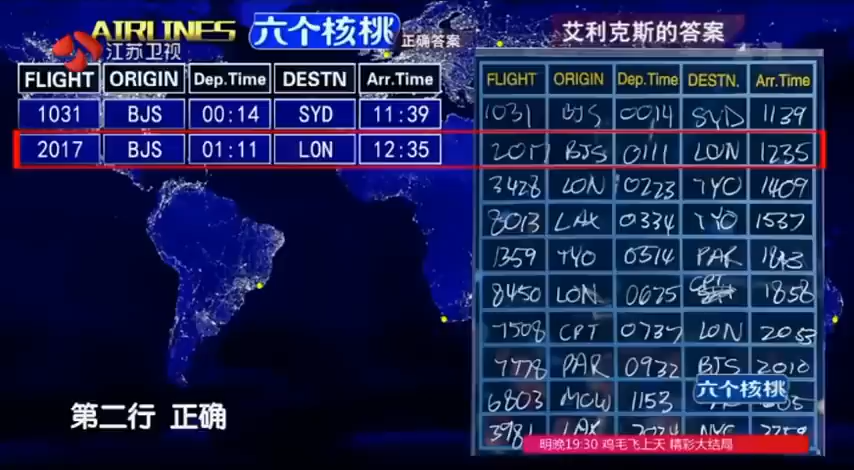 AIRLINES
六个核桃
正确答案
江苏卫视
艾利克斯的答案
FLIGHT ORIGIN Dep.Time DESTN Arr.Time
1031 BJS 00:14 SYD 11:39
2017 BJS 01:11 LON 12:35
FLIGHT ORIGIN Dep.Time DESTN. Arr.Time
1031 BJS 0014 SYD 1139
2017 BJS 0111 LON 1235
3428 LON 0223 TYO 1409
8013 LAX 0334 TYO 1537
1359 TYO 0514 PAR
8450 LON 0625 CPT 1858
7508 CPT 0737 LON 2053
7778 PAR 0932 BJS 2010
6803 MOW 1153
3981 LAX
六个核桃
第二行 正确
明晚19:30 鸡毛飞上天 精彩大结局